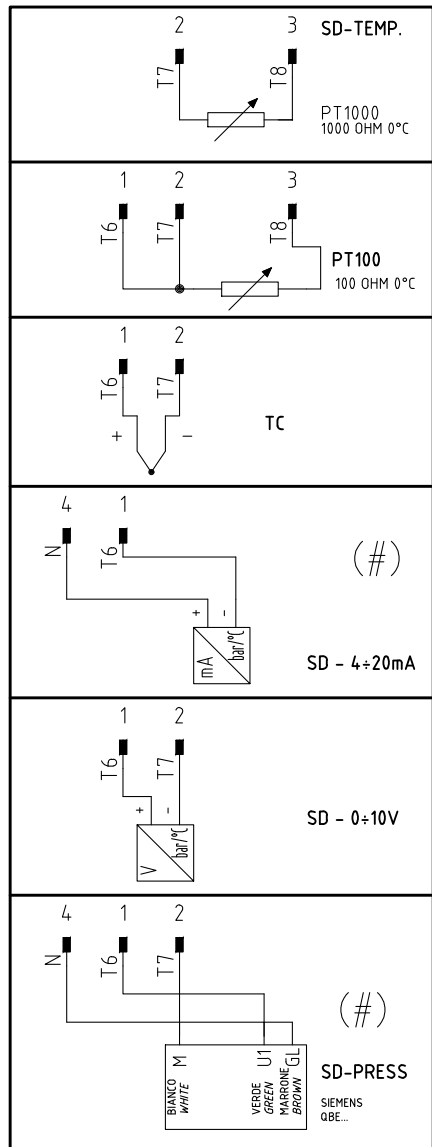 2 3 SD-TEMP.
T7 T8
PT1000
1000 OHM 0°C
1 2 3
T6 T7 T8
PT100
100 OHM 0°C
1 2
T6 T7
+ -
TC
4 1
N T6
(#)
+ -
mA bar/°C
SD - 4÷20mA
1 2
T6 T7
+ -
V bar/°C
SD - 0÷10V
4 1 2
N T6 T7
(#)
M U1 GL
BIANCO VERDE MARRONE
WHITE GREEN BROWN
SD-PRESS
SIEMENS
QBE...